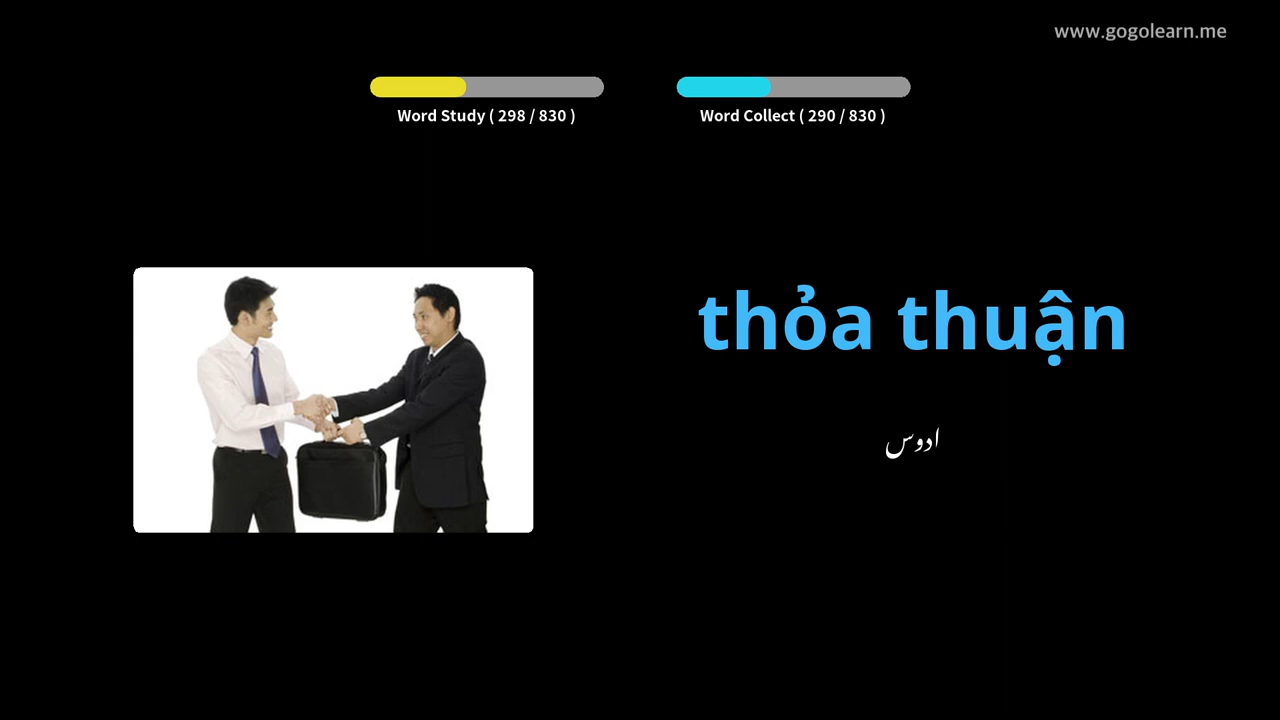 www.gogolearn.me
Word Study ( 298 / 830 )
Word Collect ( 290 / 830 )
thỏa thuận
ادوس